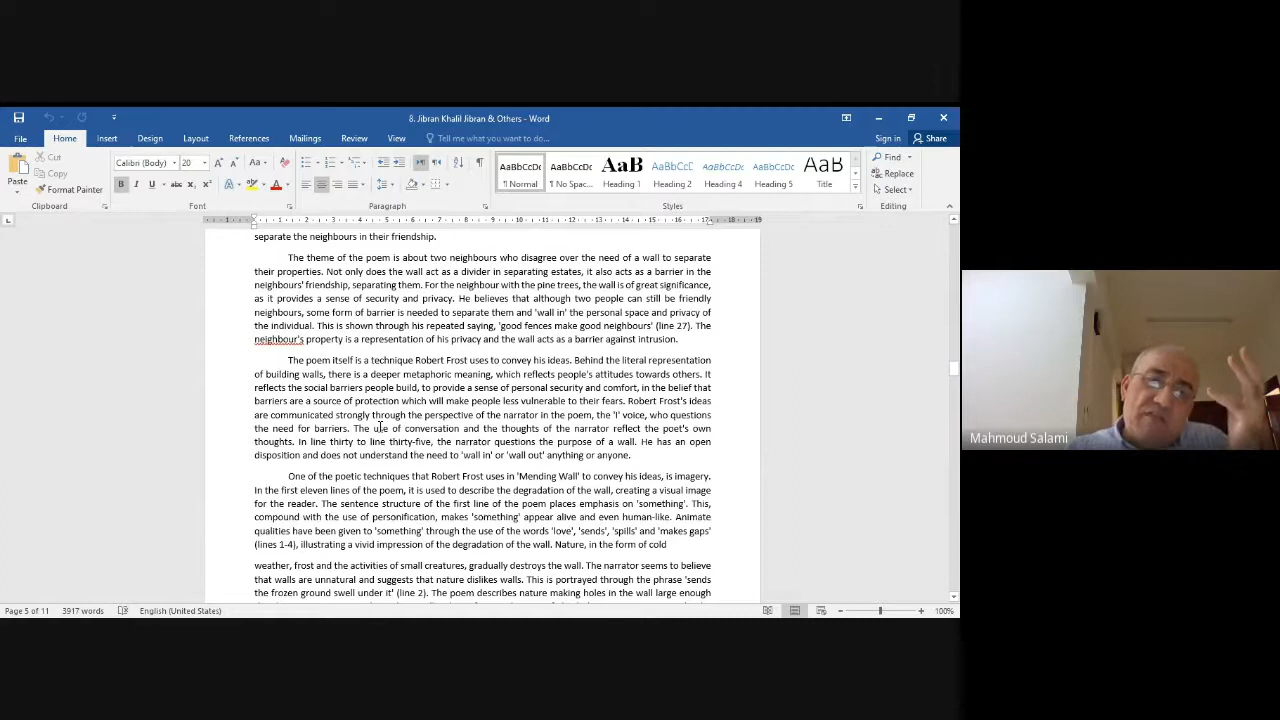 8. Jibran Khalil Jibran & Others - Word
File Home Insert Design Layout References Mailings Review View Tell me what you want to do... Sign in Share
Paste Cut Copy Format Painter
Calibri (Body) 20
AaBbCcDc AaBbCcDc AaB AaBbCcC AaBbCcDc AaBbCcDc AaB
¶ Normal ¶ No Spac... Heading 1 Heading 2 Heading 4 Heading 5 Title
Find Replace Select
Clipboard Font Paragraph Styles Editing
separate the neighbours in their friendship.
The theme of the poem is about two neighbours who disagree over the need of a wall to separate
their properties. Not only does the wall act as a divider in separating estates, it also acts as a barrier in the
neighbours' friendship, separating them. For the neighbour with the pine trees, the wall is of great significance,
as it provides a sense of security and privacy. He believes that although two people can still be friendly
neighbours, some form of barrier is needed to separate them and 'wall in' the personal space and privacy of
the individual. This is shown through his repeated saying, 'good fences make good neighbours' (line 27). The
neighbour's property is a representation of his privacy and the wall acts as a barrier against intrusion.
The poem itself is a technique Robert Frost uses to convey his ideas. Behind the literal representation
of building walls, there is a deeper metaphoric meaning, which reflects people's attitudes towards others. It
reflects the social barriers people build, to provide a sense of personal security and comfort, in the belief that
barriers are a source of protection which will make people less vulnerable to their fears. Robert Frost's ideas
are communicated strongly through the perspective of the narrator in the poem, the 'I' voice, who questions
the need for barriers. The use of conversation and the thoughts of the narrator reflect the poet's own
thoughts. In line thirty to line thirty-five, the narrator questions the purpose of a wall. He has an open
disposition and does not understand the need to 'wall in' or 'wall out' anything or anyone.
One of the poetic techniques that Robert Frost uses in 'Mending Wall' to convey his ideas, is imagery.
In the first eleven lines of the poem, it is used to describe the degradation of the wall, creating a visual image
for the reader. The sentence structure of the first line of the poem places emphasis on 'something'. This,
compound with the use of personification, makes 'something' appear alive and even human-like. Animate
qualities have been given to 'something' through the use of the words 'love', 'sends', 'spills' and 'makes gaps'
(lines 1-4), illustrating a vivid impression of the degradation of the wall. Nature, in the form of cold
weather, frost and the activities of small creatures, gradually destroys the wall. The narrator seems to believe
that walls are unnatural and suggests that nature dislikes walls. This is portrayed through the phrase 'sends
the frozen ground swell under it' (line 2). The poem describes nature making holes in the wall large enough
Page 5 of 11 3917 words English (United States) 100%
Mahmoud Salami